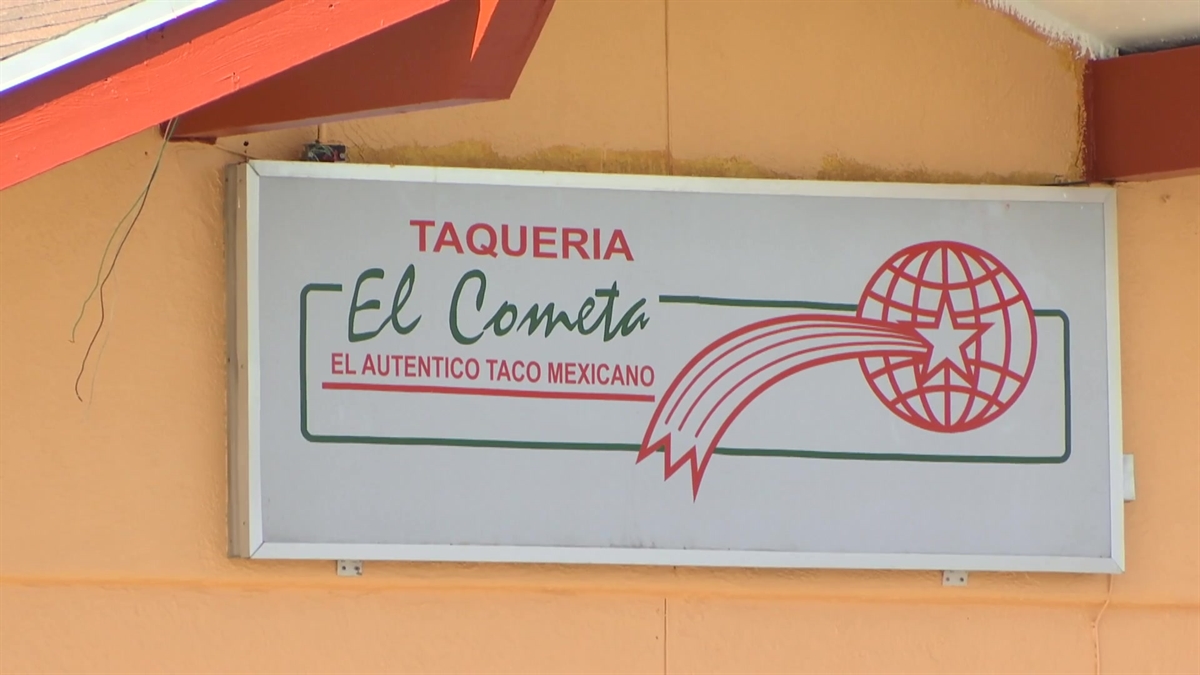 TAQUERIA
El Cometa
EL AUTENTICO TACO MEXICANO